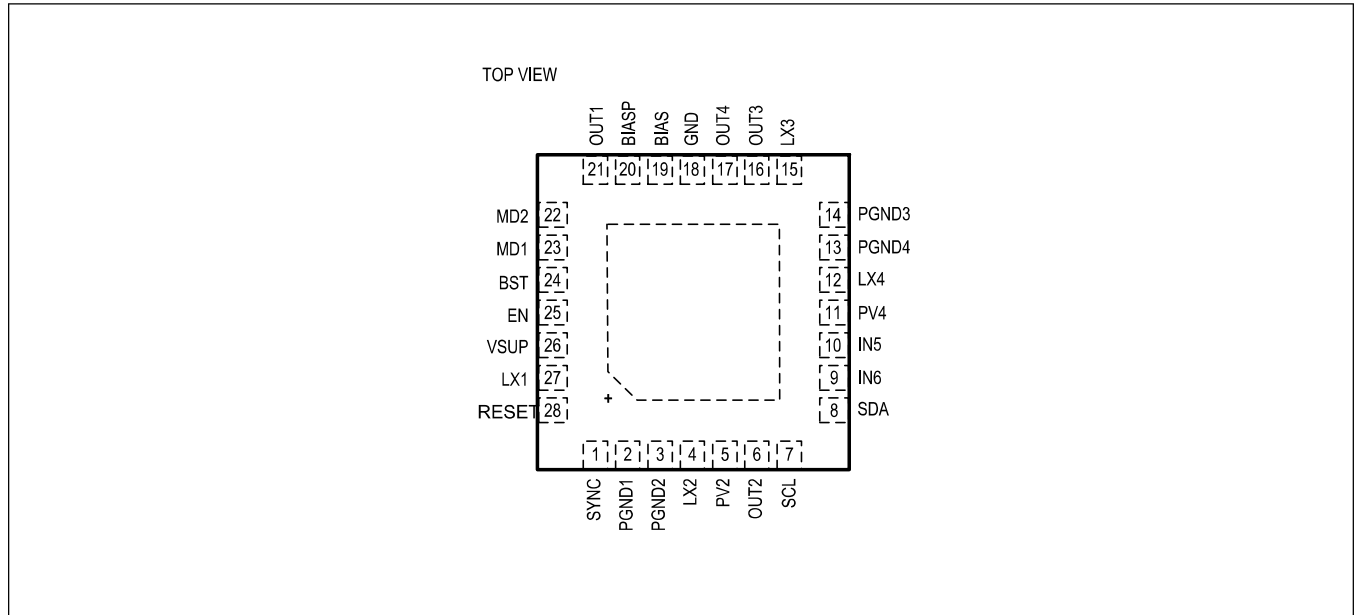 TOP VIEW
OUT1 BIASP BIAS GND OUT4 OUT3 LX3
21 20 19 18 17 16 15
MD2 22 14 PGND3
MD1 23 13 PGND4
BST 24 12 LX4
EN 25 11 PV4
VSUP 26 10 IN5
LX1 27 9 IN6
RESET 28 + 8 SDA
1 2 3 4 5 6 7
SYNC PGND1 PGND2 LX2 PV2 OUT2 SCL